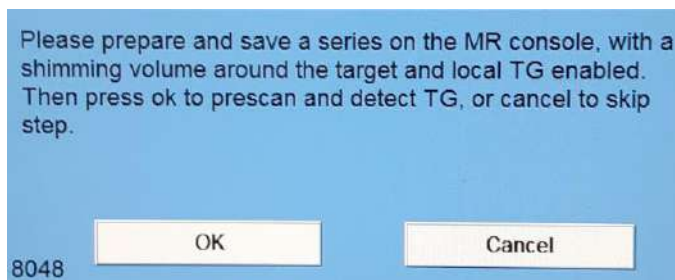 Please prepare and save a series on the MR console, with a
shimming volume around the target and local TG enabled.
Then press ok to prescan and detect TG, or cancel to skip
step.
OK
Cancel
8048